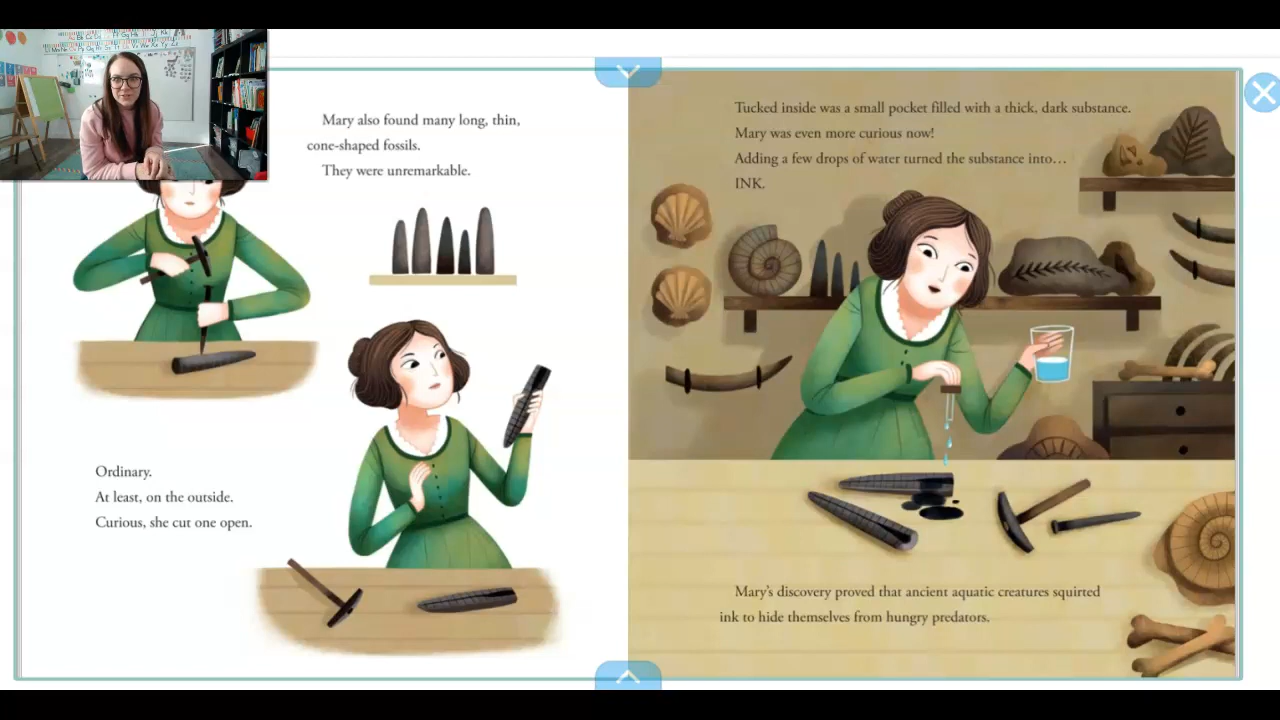 Mary also found many long, thin,
cone-shaped fossils.
They were unremarkable.
Ordinary.
At least, on the outside.
Curious, she cut one open.
Tucked inside was a small pocket filled with a thick, dark substance.
Mary was even more curious now!
Adding a few drops of water turned the substance into…
INK.
Mary’s discovery proved that ancient aquatic creatures squirted
ink to hide themselves from hungry predators.